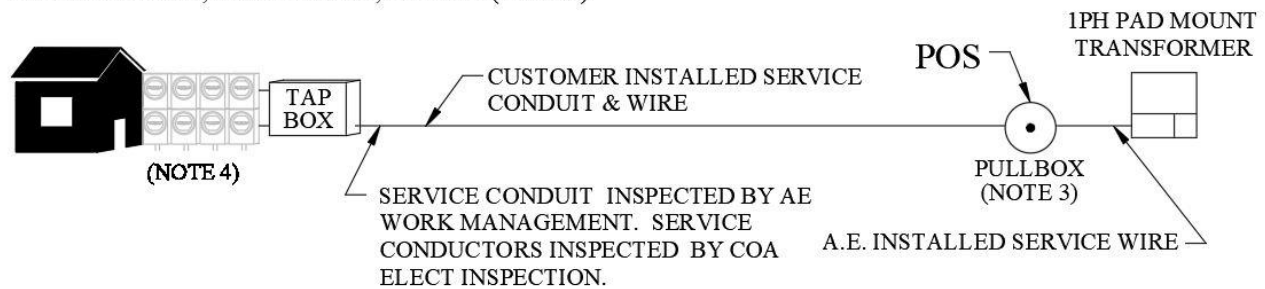 1PH PAD MOUNT
TRANSFORMER
POS
CUSTOMER INSTALLED SERVICE
CONDUIT & WIRE
TAP
BOX
(NOTE 4)
PULLBOX
(NOTE 3)
SERVICE CONDUIT INSPECTED BY AE
WORK MANAGEMENT. SERVICE
CONDUCTORS INSPECTED BY COA
ELECT INSPECTION.
A.E. INSTALLED SERVICE WIRE